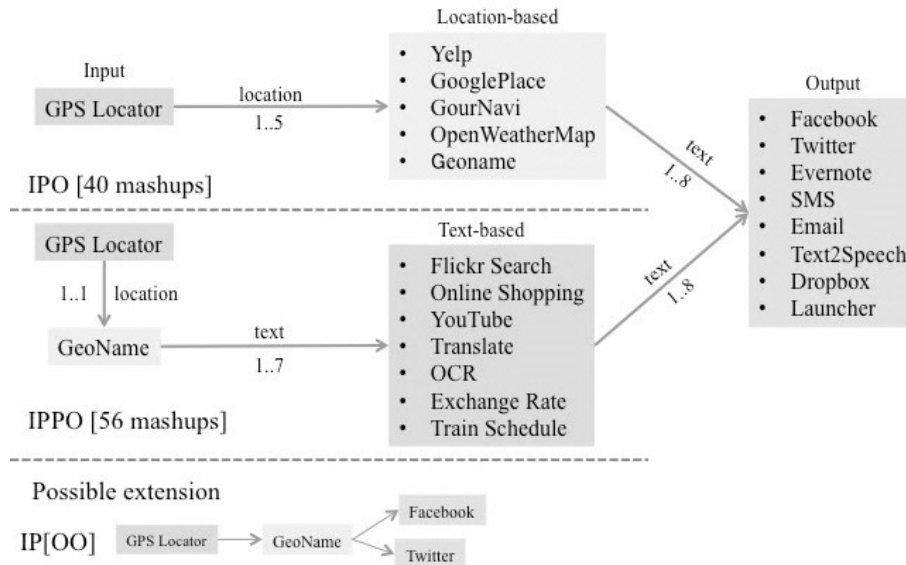 Location-based
Input
GPS Locator
location
1..5
• Yelp
• GooglePlace
• GourNavi
• OpenWeatherMap
• Geoname
text
1..8
Output
• Facebook
• Twitter
• Evernote
• SMS
• Email
• Text2Speech
• Dropbox
• Launcher
IPO [40 mashups]
GPS Locator
1..1 location
GeoName
text
1..7
Text-based
• Flickr Search
• Online Shopping
• YouTube
• Translate
• OCR
• Exchange Rate
• Train Schedule
text
1..8
IPPO [56 mashups]
Possible extension
IP[OO]
GPS Locator
GeoName
Facebook
Twitter